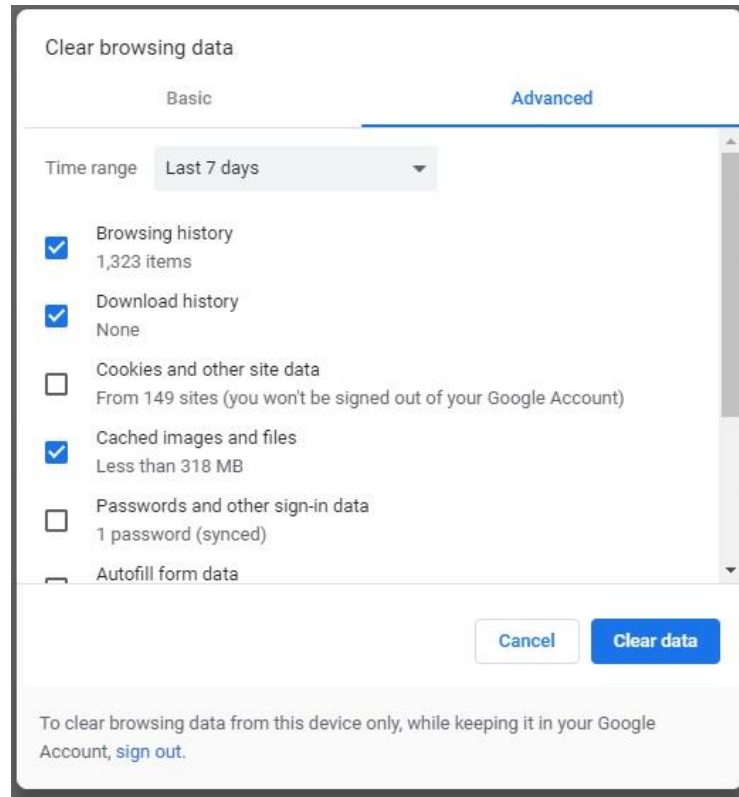 Clear browsing data
Basic Advanced
Time range Last 7 days
Browsing history
1,323 items
Download history
None
Cookies and other site data
From 149 sites (you won't be signed out of your Google Account)
Cached images and files
Less than 318 MB
Passwords and other sign-in data
1 password (synced)
Autofill form data
Cancel Clear data
To clear browsing data from this device only, while keeping it in your Google
Account, sign out.